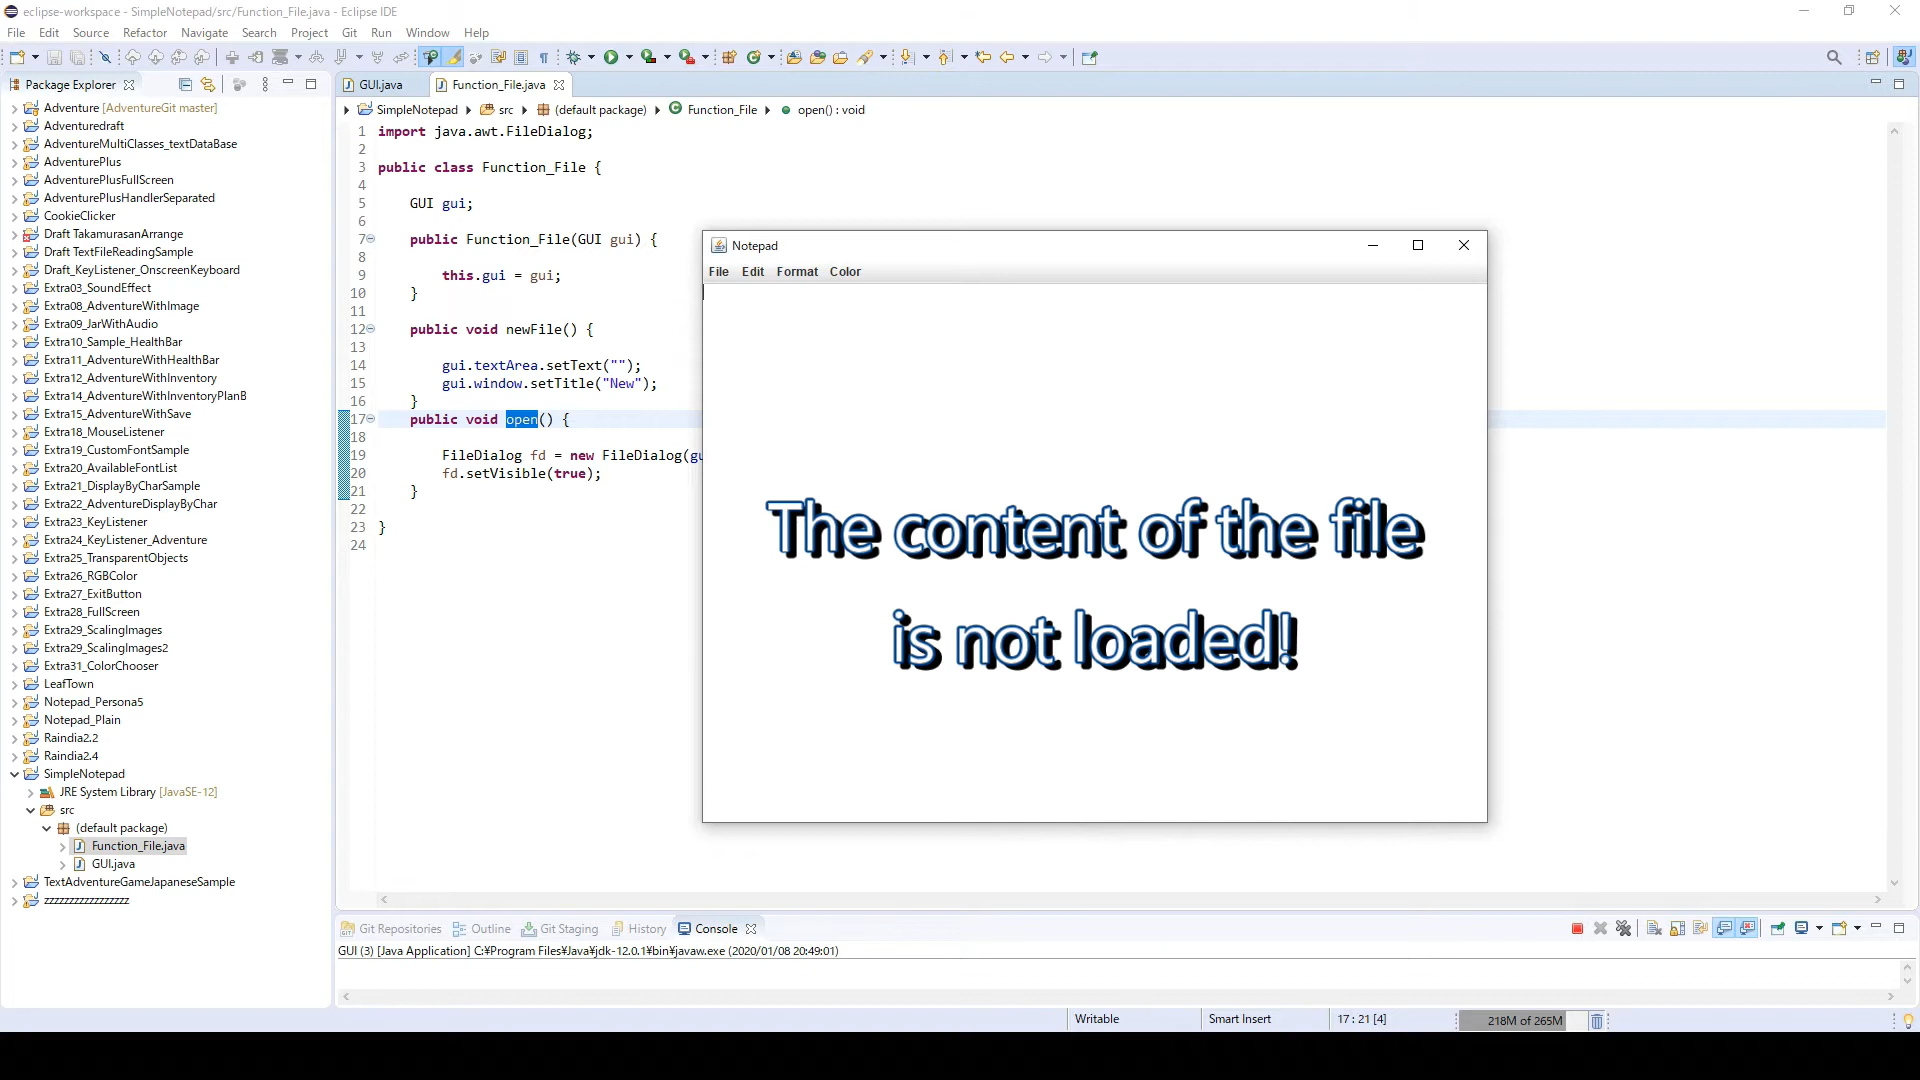 eclipse-workspace - SimpleNotepad/src/Function_File.java - Eclipse IDE
File Edit Source Refactor Navigate Search Project Git Run Window Help
Package Explorer
GUI.java
Function_File.java
SimpleNotepad src (default package) Function_File open() : void
Adventure [AdventureGit master]
Adventuredraft
AdventureMultiClasses_textDataBase
AdventurePlus
AdventurePlusFullScreen
AdventurePlusHandlerSeparated
CookieClicker
Draft TakamurasanArrange
Draft TextFileReadingSample
Draft_KeyListener_OnscreenKeyboard
Extra03_SoundEffect
Extra08_AdventureWithImage
Extra09_JarWithAudio
Extra10_Sample_HealthBar
Extra11_AdventureWithHealthBar
Extra12_AdventureWithInventory
Extra14_AdventureWithInventoryPlanB
Extra15_AdventureWithSave
Extra18_MouseListener
Extra19_CustomFontSample
Extra20_AvailableFontList
Extra21_DisplayByCharSample
Extra22_AdventureDisplayByChar
Extra23_KeyListener
Extra24_KeyListener_Adventure
Extra25_TransparentObjects
Extra26_RGBColor
Extra27_ExitButton
Extra28_FullScreen
Extra29_ScalingImages
Extra29_ScalingImages2
Extra31_ColorChooser
LeafTown
Notepad_Persona5
Notepad_Plain
Raindia2.2
Raindia2.4
SimpleNotepad
JRE System Library [JavaSE-12]
src
(default package)
Function_File.java
GUI.java
TextAdventureGameJapaneseSample
zzzzzzzzzzzzzzzzz
1 import java.awt.FileDialog;
2
3 public class Function_File {
4
5 GUI gui;
6
7 public Function_File(GUI gui) {
8
9 this.gui = gui;
10 }
11
12 public void newFile() {
13
14 gui.textArea.setText("");
15 gui.window.setTitle("New");
16 }
17 public void open() {
18
19 FileDialog fd = new FileDialog(gu
20 fd.setVisible(true);
21 }
22
23 }
24
Notepad
File Edit Format Color
The content of the file
is not loaded!
Git Repositories Outline Git Staging History Console
GUI (3) [Java Application] C:¥Program Files¥Java¥jdk-12.0.1¥bin¥javaw.exe (2020/01/08 20:49:01)
Writable Smart Insert 17 : 21 [4] 218M of 265M